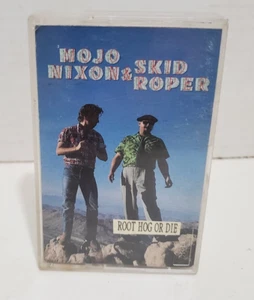 MOJO
NIXON & SKID
ROPER
ROOT HOG OR DIE